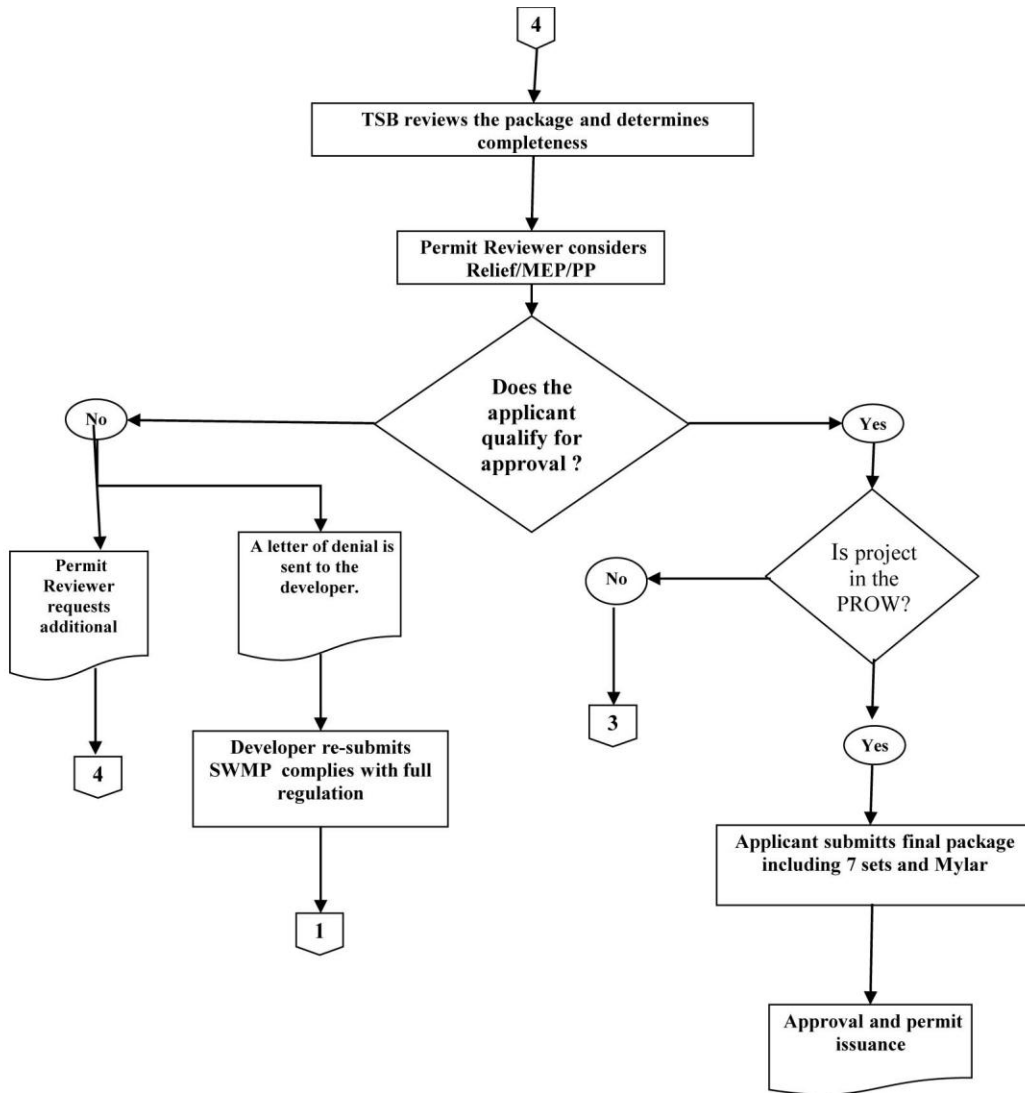 4
TSB reviews the package and determines
completeness
Permit Reviewer considers
Relief/MEP/PP
Does the
applicant
qualify for
approval ?
No
Yes
Permit
Reviewer
requests
additional
A letter of denial is
sent to the
developer.
No
Is project
in the
PROW?
3
Yes
4
Developer re-submits
SWMP complies with full
regulation
Applicant submitts final package
including 7 sets and Mylar
1
Approval and permit
issuance